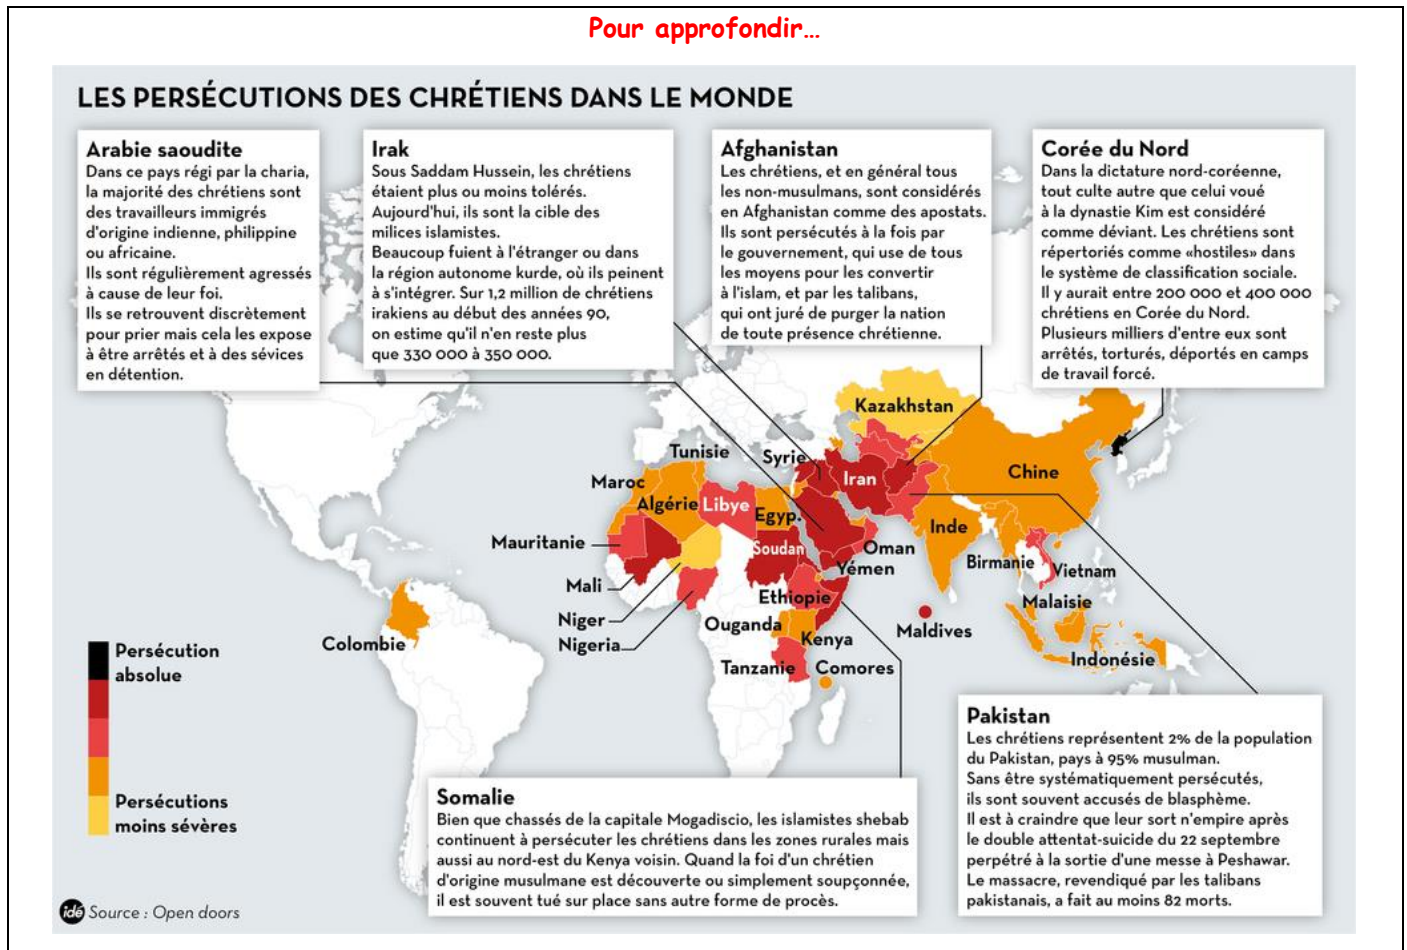 Pour approfondir...
LES PERSÉCUTIONS DES CHRÉTIENS DANS LE MONDE
Arabie saoudite
Dans ce pays régi par la charia,
la majorité des chrétiens sont
des travailleurs immigrés
d'origine indienne, philippine
ou africaine.
Ils sont régulièrement agressés
à cause de leur foi.
Ils se retrouvent discrètement
pour prier mais cela les expose
à être arrêtés et à des sévices
en détention.
Irak
Sous Saddam Hussein, les chrétiens
étaient plus ou moins tolérés.
Aujourd'hui, ils sont la cible des
milices islamistes.
Beaucoup fuient à l'étranger ou dans
la région autonome kurde, où ils peinent
à s'intégrer. Sur 1,2 million de chrétiens
irakiens au début des années 90,
on estime qu'il n'en reste plus
que 330 000 à 350 000.
Afghanistan
Les chrétiens, et en général tous
les non-musulmans, sont considérés
en Afghanistan comme des apostats.
Ils sont persécutés à la fois par
le gouvernement, qui use de tous
les moyens pour les convertir
à l'islam, et par les talibans,
qui ont juré de purger la nation
de toute présence chrétienne.
Corée du Nord
Dans la dictature nord-coréenne,
tout culte autre que celui voué
à la dynastie Kim est considéré
comme déviant. Les chrétiens sont
répertoriés comme «hostiles» dans
le système de classification sociale.
Il y aurait entre 200 000 et 400 000
chrétiens en Corée du Nord.
Plusieurs milliers d'entre eux sont
arrêtés, torturés, déportés en camps
de travail forcé.
Kazakhstan
Tunisie
Syrie
Iran
Chine
Maroc
Algérie
Libye
Egyp.
Inde
Mauritanie
Soudan
Oman
Yémen
Birmanie
Vietnam
Mali
Ethiopie
Malaisie
Niger
Ouganda
Kenya
Maldives
Nigeria
Colombie
Tanzanie
Comores
Indonésie
Persécution
absolue
Persécutions
moins sévères
Somalie
Bien que chassés de la capitale Mogadiscio, les islamistes shebab
continuent à persécuter les chrétiens dans les zones rurales mais
aussi au nord-est du Kenya voisin. Quand la foi d'un chrétien
d'origine musulmane est découverte ou simplement soupçonnée,
il est souvent tué sur place sans autre forme de procès.
Pakistan
Les chrétiens représentent 2% de la population
du Pakistan, pays à 95% musulman.
Sans être systématiquement persécutés,
ils sont souvent accusés de blasphème.
Il est à craindre que leur sort n'empire après
le double attentat-suicide du 22 septembre
perpétré à la sortie d'une messe à Peshawar.
Le massacre, revendiqué par les talibans
pakistanais, a fait au moins 82 morts.
idé Source : Open doors